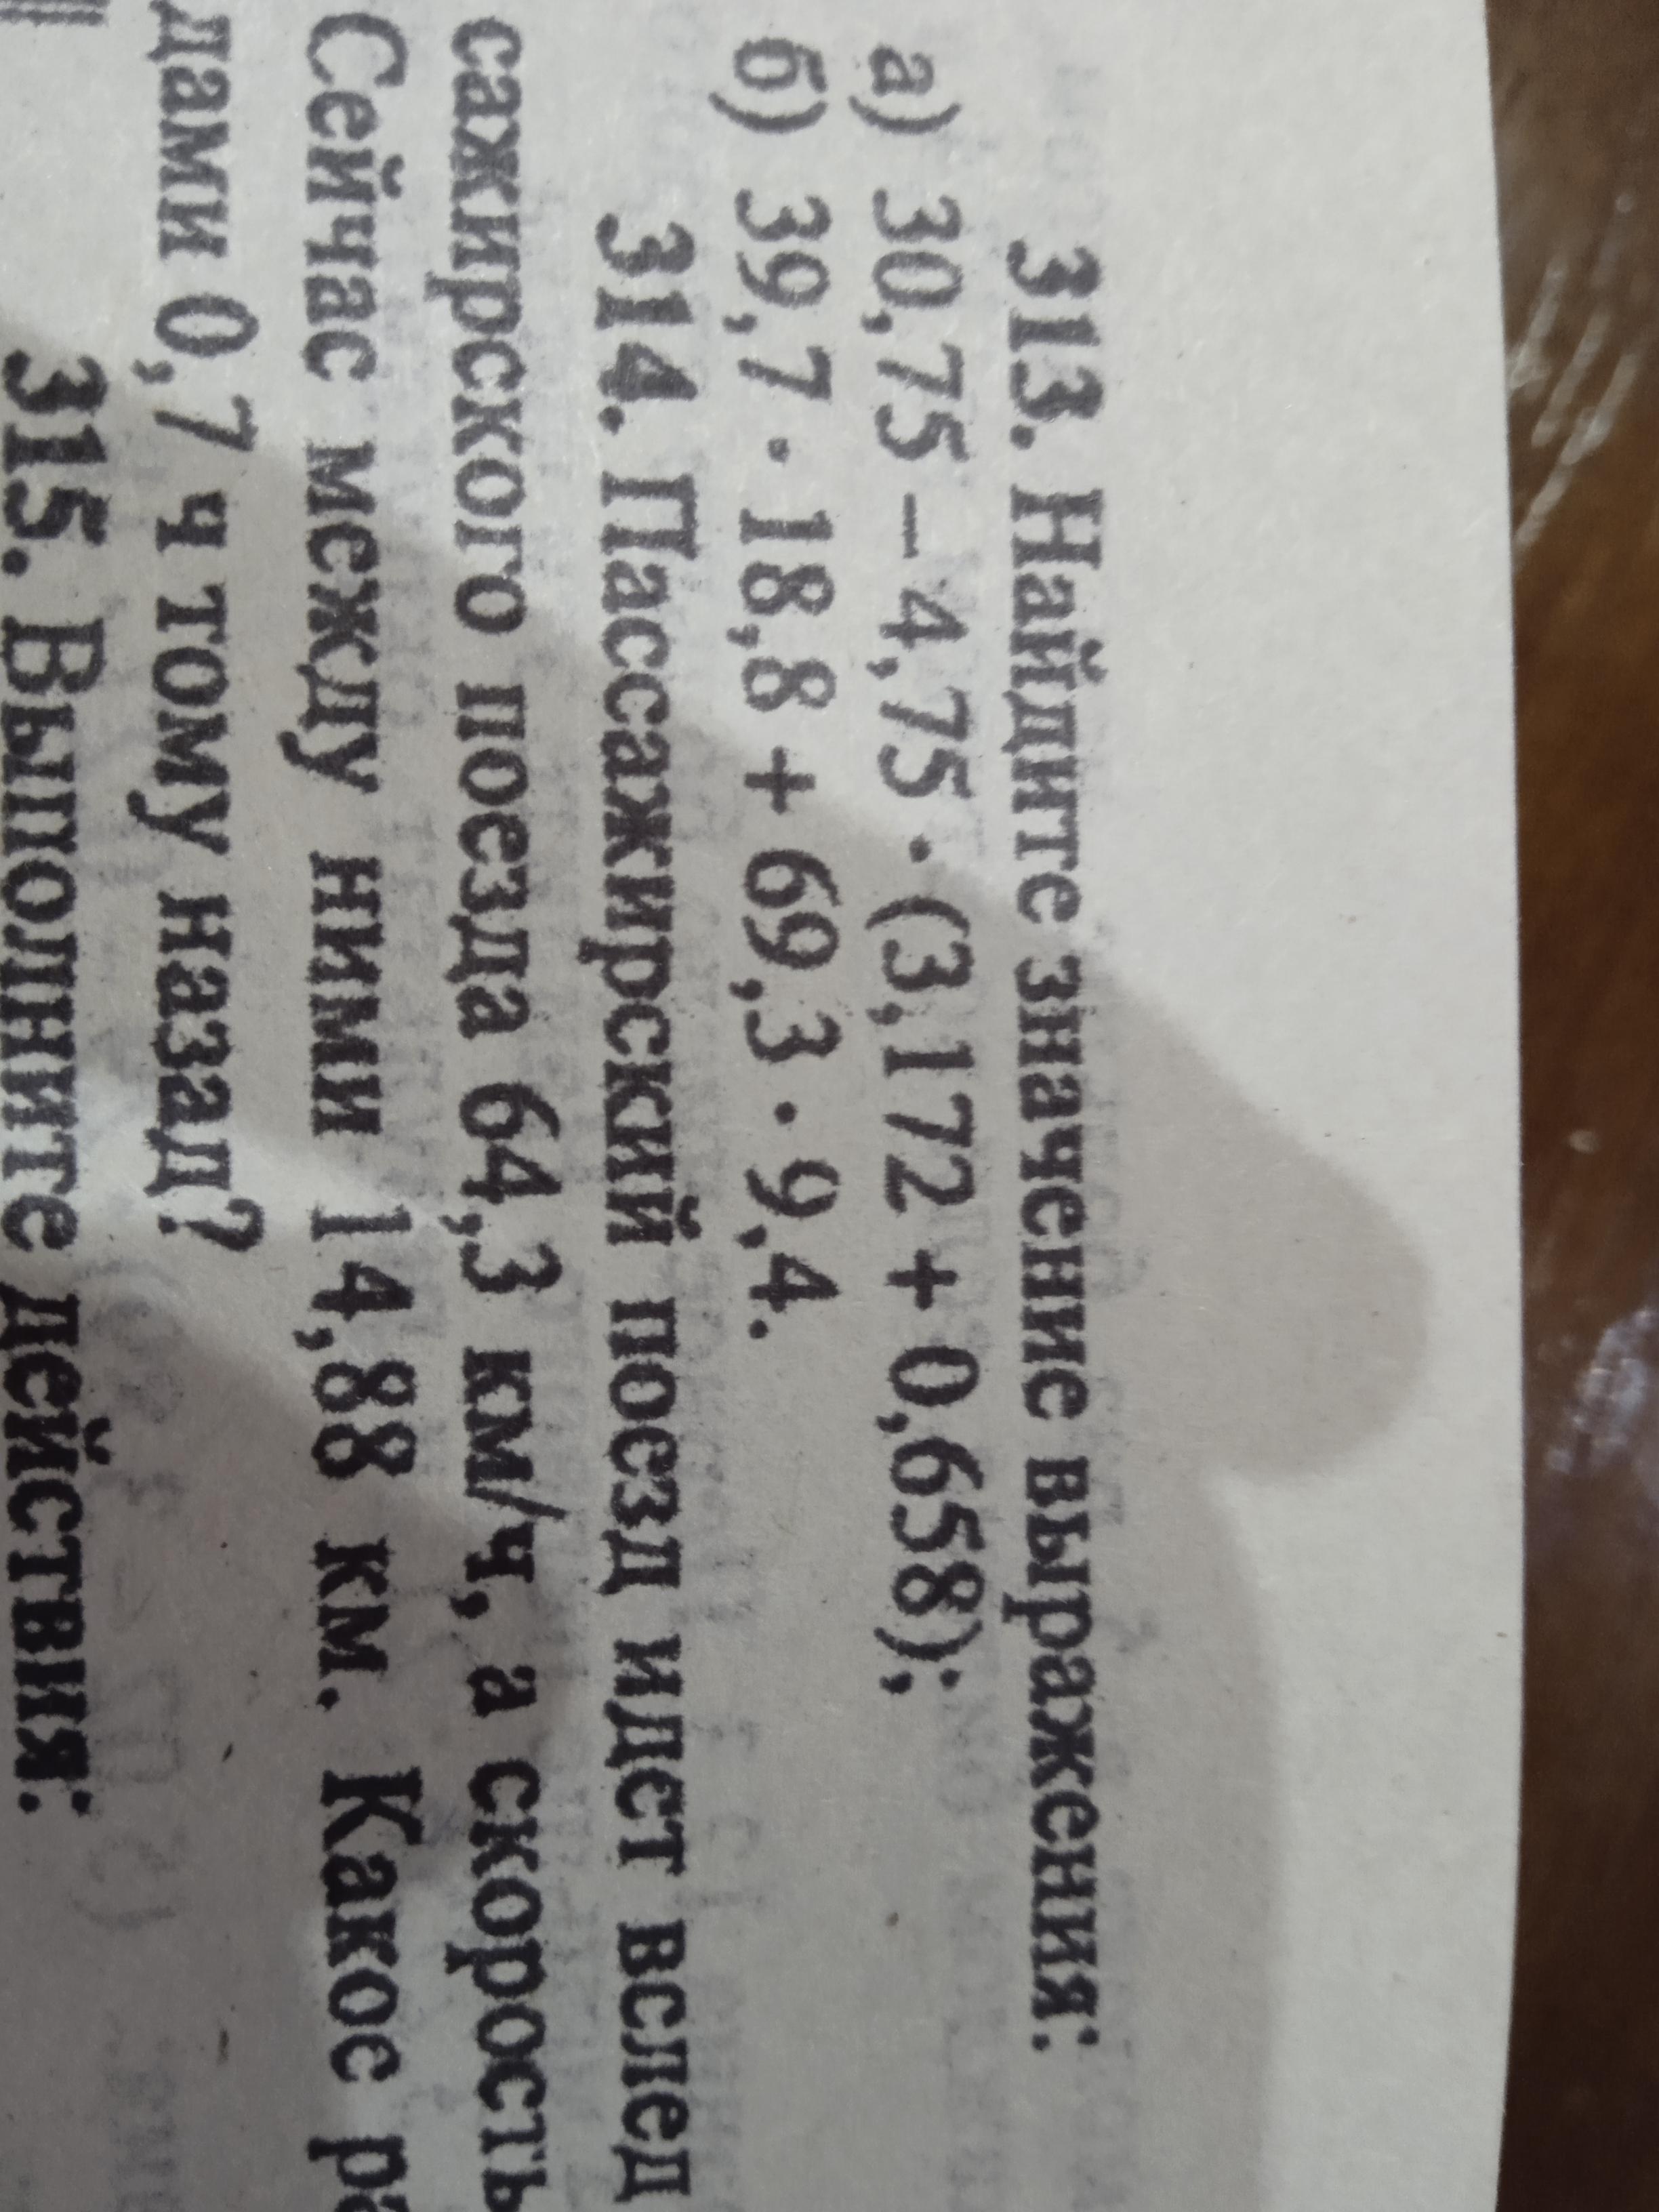 313. Найдите значение выражения:
а) 30,75 – 4,75 · (3,172 + 0,658);
б) 39,7 · 18,8 + 69,3 · 9,4.
314. Пассажирский поезд идет вслед
сажирского поезда 64,3 км/ч, а скорость
Сейчас между ними 14,88 км. Какое ра
дами 0,7 ч тому назад?
315. Выполните действия: